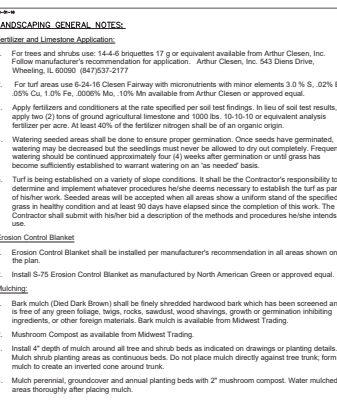 LANDSCAPING GENERAL NOTES:
Fertilizer and Limestone Application:
For trees and shrubs use: 14-4-6 briquettes 17 g or equivalent available from Arthur Clesen, Inc.
Follow manufacturer's recommendation for application. Arthur Clesen, Inc. 543 Diens Drive,
Wheeling, IL 60090 (847)537-2177
For turf areas use 6-24-16 Clesen Fairway with micronutrients with minor elements 3.0 % S, .02% B
.05% Cu, 1.0% Fe, .0006% Mo, .10% Mn available from Arthur Clesen or approved equal.
Apply fertilizers and conditioners at the rate specified per soil test findings. In lieu of soil test results,
apply two (2) tons of ground agricultural limestone and 1000 lbs. 10-10-10 or equivalent analysis
fertilizer per acre. At least 40% of the fertilizer nitrogen shall be of an organic origin.
Watering seeded areas shall be done to ensure proper germination. Once seeds have germinated,
watering may be decreased but the seedlings must never be allowed to dry out completely. Frequen
watering should be continued approximately four (4) weeks after germination or until grass has
become sufficiently established to warrant watering on an 'as needed' basis.
Turf is being established on a variety of slope conditions. It shall be the Contractor's responsibility to
determine and implement whatever procedures he/she deems necessary to establish the turf as par
of his/her work. Seeded areas will be accepted when all areas show a uniform stand of the specified
grass in healthy condition and at least 90 days have elapsed since the completion of this work. The
Contractor shall submit with his/her bid a description of the methods and procedures he/she intends
use.
Erosion Control Blanket
Erosion Control Blanket shall be installed per manufacturer's recommendation in all areas shown on
the plan.
Install S-75 Erosion Control Blanket as manufactured by North American Green or approved equal.
Mulching:
Bark mulch (Died Dark Brown) shall be finely shredded hardwood bark which has been screened an
is free of any green foliage, twigs, rocks, sawdust, wood shavings, growth or germination inhibiting
ingredients, or other foreign materials. Bark mulch is available from Midwest Trading.
Mushroom Compost as available from Midwest Trading.
Install 4" depth of mulch around all tree and shrub beds as indicated on drawings or planting details.
Mulch shrub planting areas as continuous beds. Do not place mulch directly against tree trunk; form
mulch to create an inverted cone around trunk.
Mulch perennial, groundcover and annual planting beds with 2" mushroom compost. Water mulched
areas thoroughly after placing mulch.